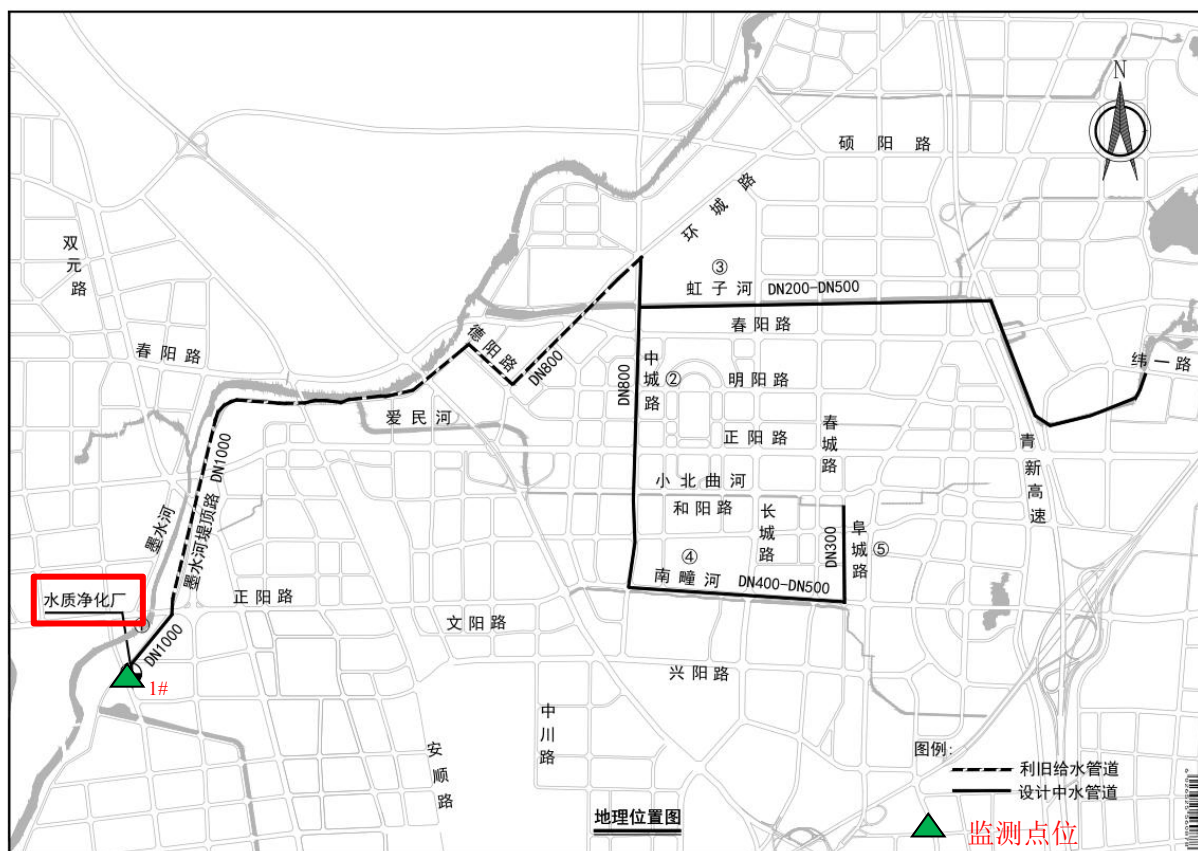 N
硕阳路
环城路
双元路
③
虹子河 DN200-DN500
春阳路
德阳路
DN800
春阳路
纬一路
中城路
②
DN800
明阳路
爱民河
正阳路
春城路
青新高速
DN1000
墨水河堤顶路
墨水河
小北曲河
和阳路
长城路
DN300
阜城路
⑤
④
南疃河 DN400-DN500
水质净化厂
正阳路
文阳路
DN1000
兴阳路
1#
中川路
安顺路
图例:
利旧给水管道
设计中水管道
地理位置图
监测点位